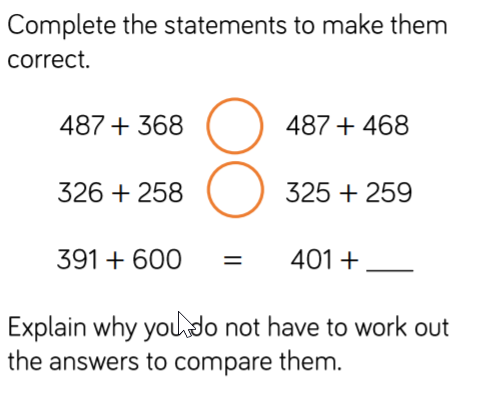 Complete the statements to make them
correct.
487 + 368 487 + 468
326 + 258 325 + 259
391 + 600 = 401 + ___
Explain why you do not have to work out
the answers to compare them.